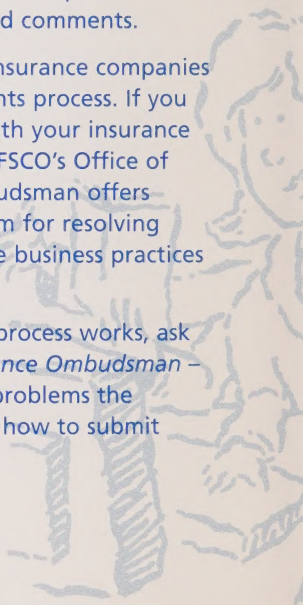 d comments.
nsurance companies
nts process. If you
th your insurance
FSCO's Office of
udsman offers
m for resolving
e business practices
process works, ask
nce Ombudsman –
problems the
how to submit